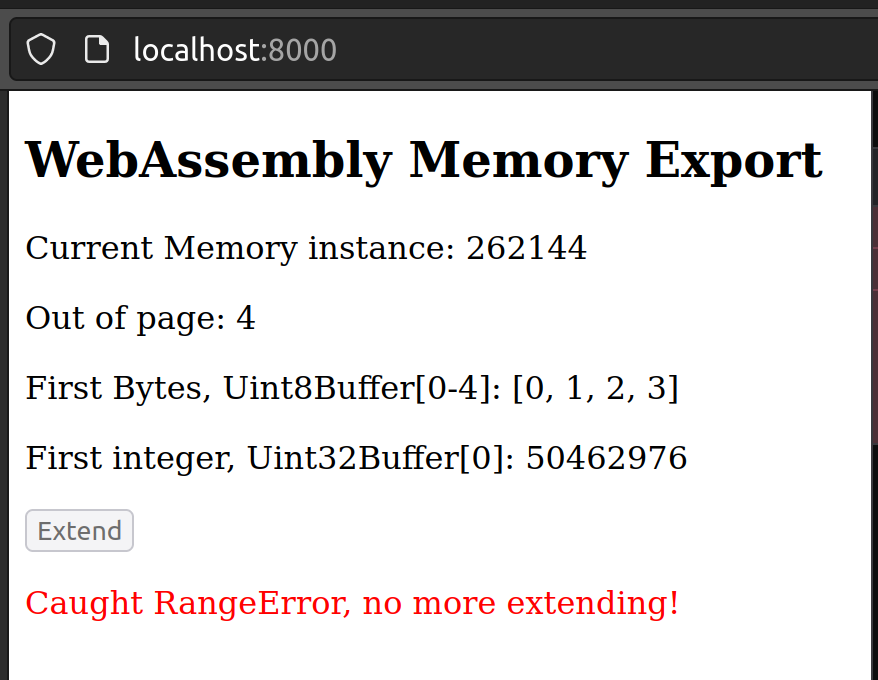 localhost:8000
WebAssembly Memory Export
Current Memory instance: 262144
Out of page: 4
First Bytes, Uint8Buffer[0-4]: [0, 1, 2, 3]
First integer, Uint32Buffer[0]: 50462976
Extend
Caught RangeError, no more extending!